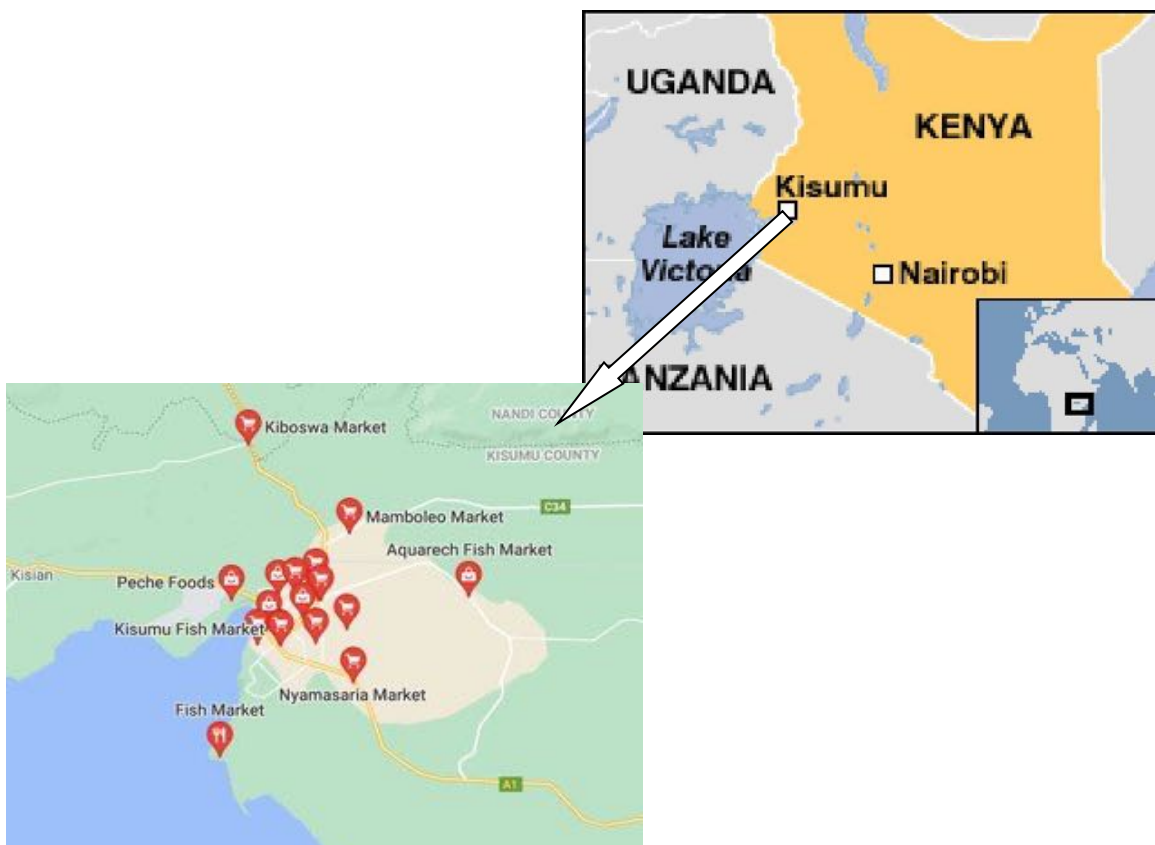 UGANDA
KENYA
Kisumu
Lake
Victoria
Nairobi
ANZANIA
NANDI COUNTY
Kiboswa Market
KISUMU COUNTY
C34
Mamboleo Market
Aquarech Fish Market
Kisian
Peche Foods
Kisumu Fish Market
Nyamasaria Market
Fish Market
A1